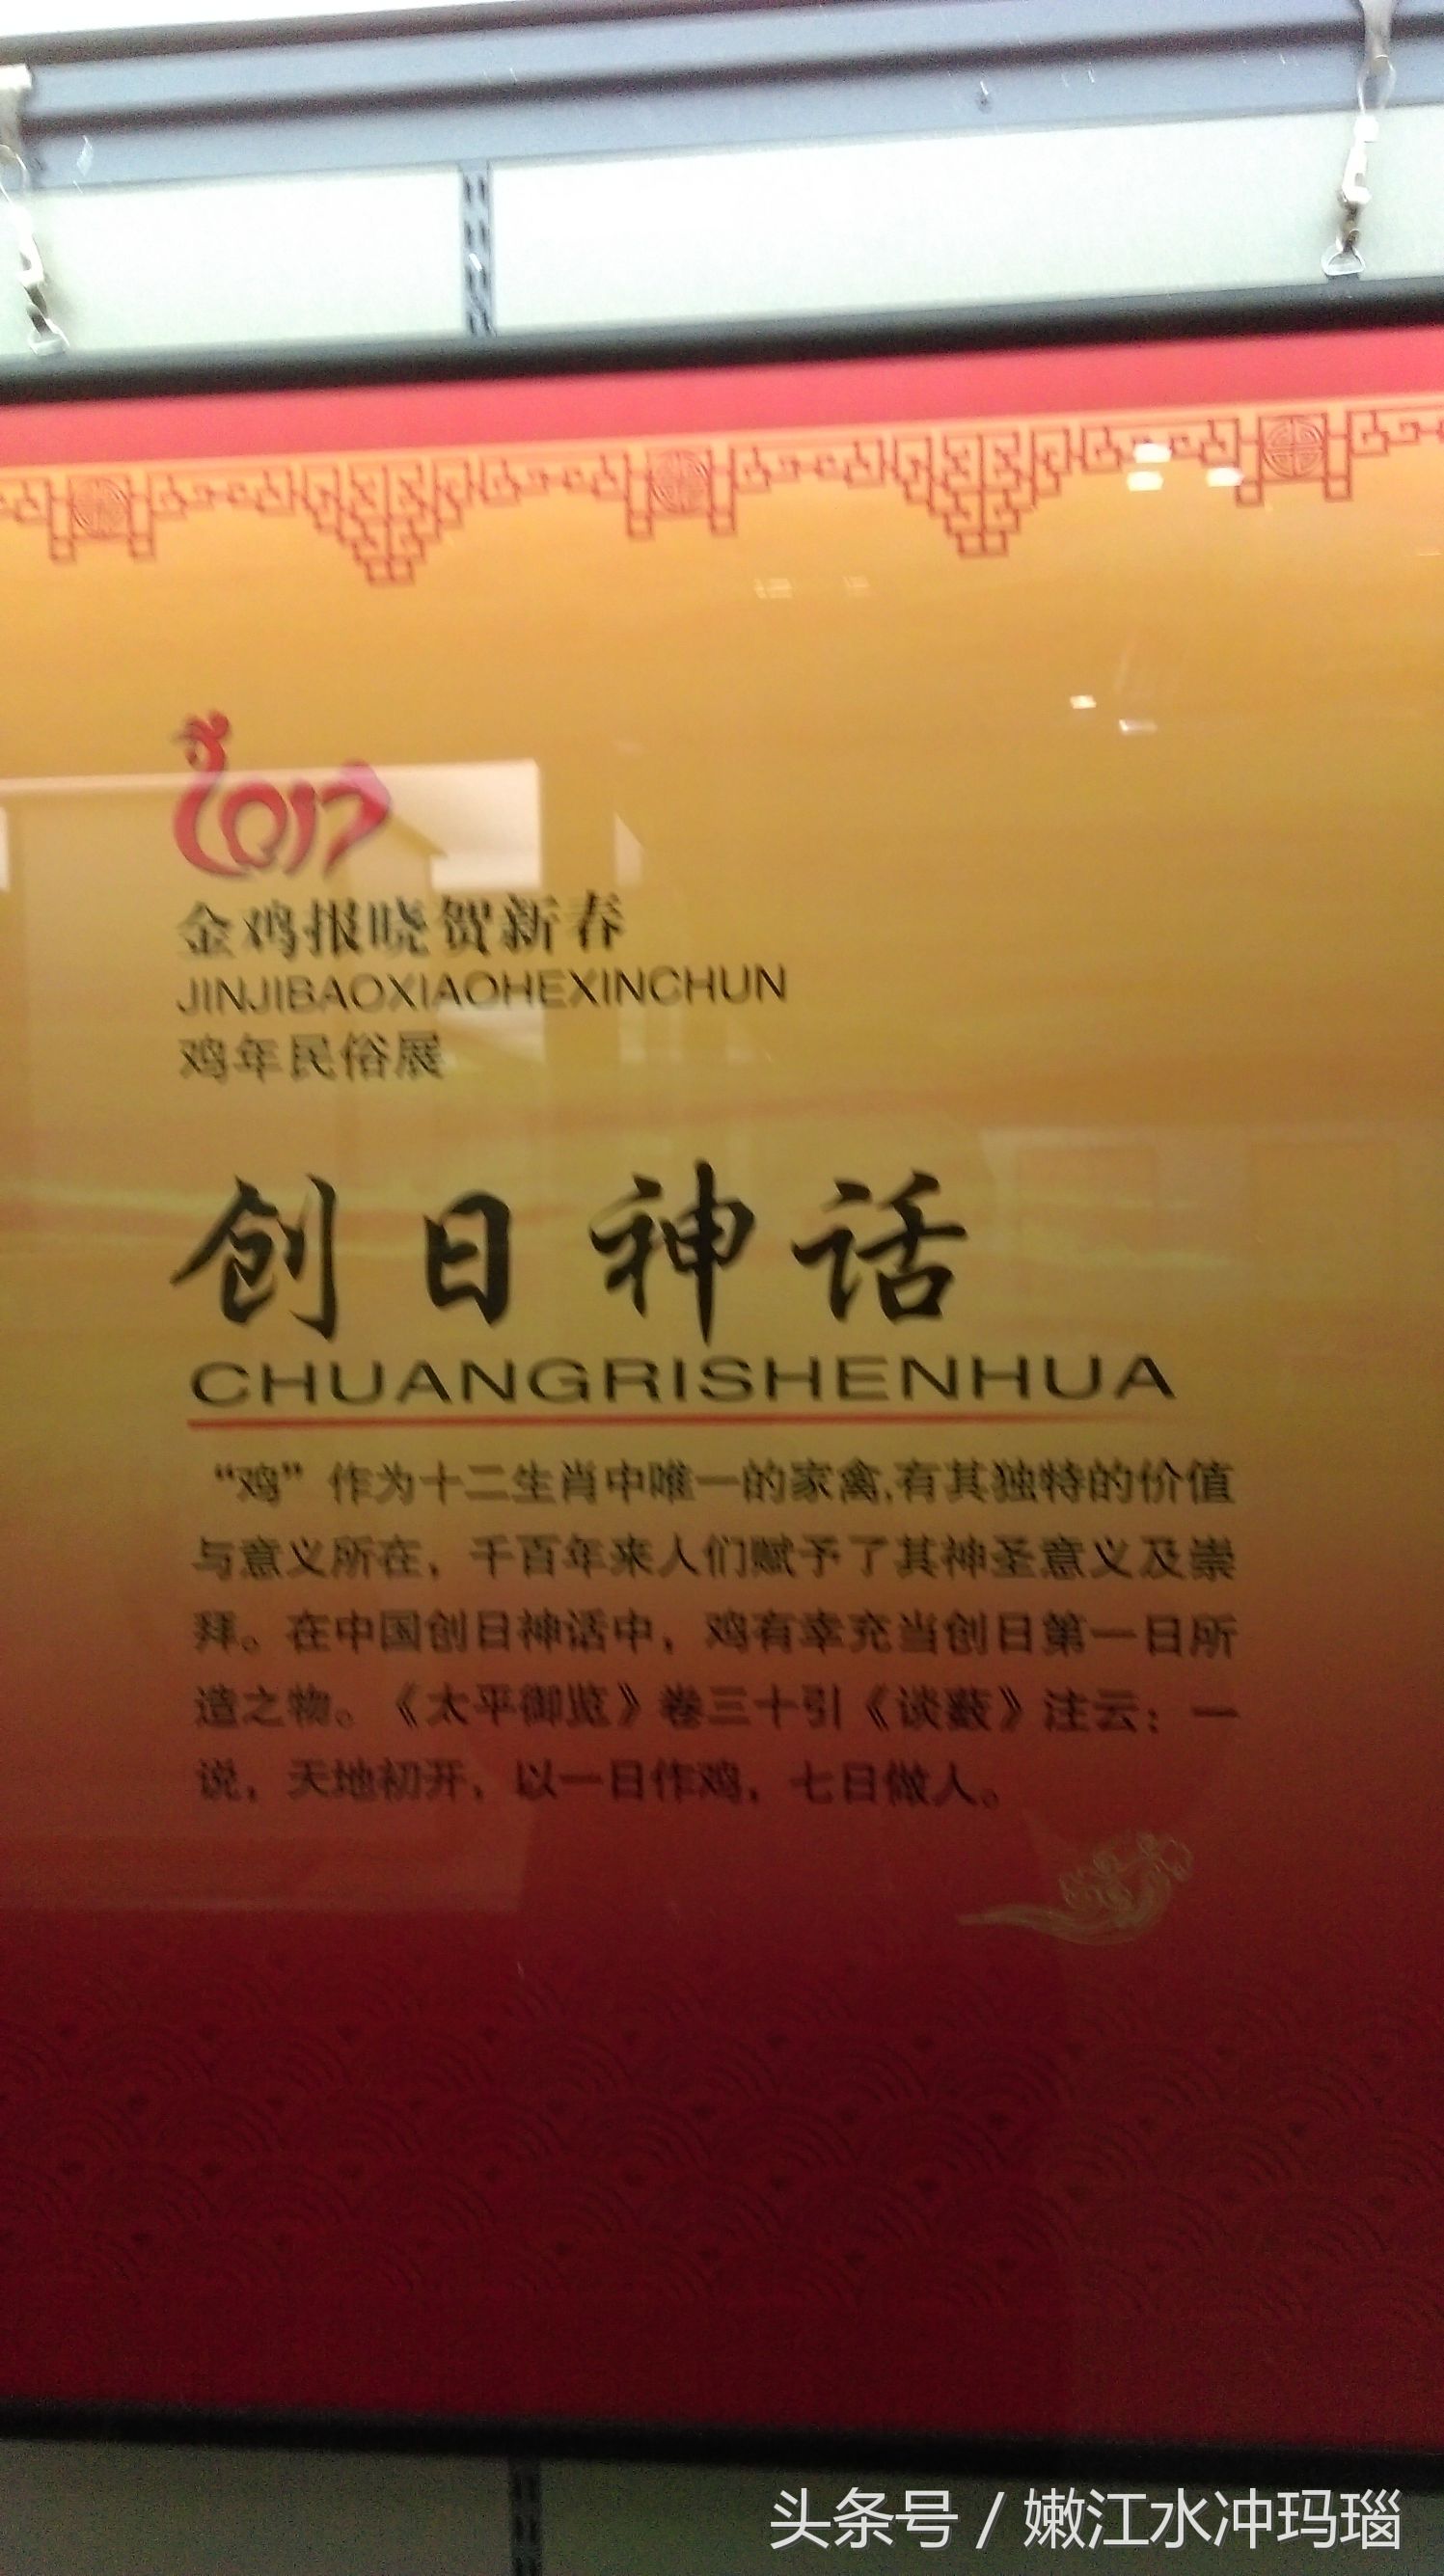 2017
金鸡报晓贺新春
JINJIBAOXIAOHEXINCHUN
鸡年民俗展
创日神话
CHUANGRISHENHUA
“鸡”作为十二生肖中唯一的家禽,有其独特的价值
与意义所在，千百年来人们赋予了其神圣意义及崇
拜。在中国创日神话中，鸡有幸充当创日第一日所
造之物。《太平御览》卷三十引《谈薮》注云：一
说，天地初开，以一日作鸡，七日做人。
头条号 / 嫩江水冲玛瑙